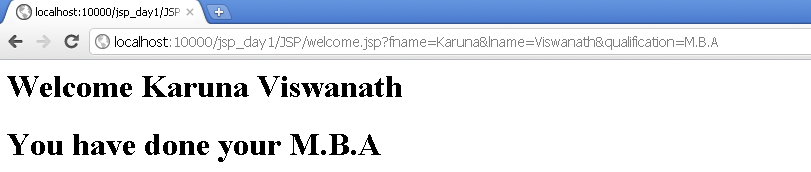 localhost:10000/jsp_day1/JSP
localhost:10000/jsp_day1/JSP/welcome.jsp?fname=Karuna&lname=Viswanath&qualification=M.B.A
Welcome Karuna Viswanath
You have done your M.B.A